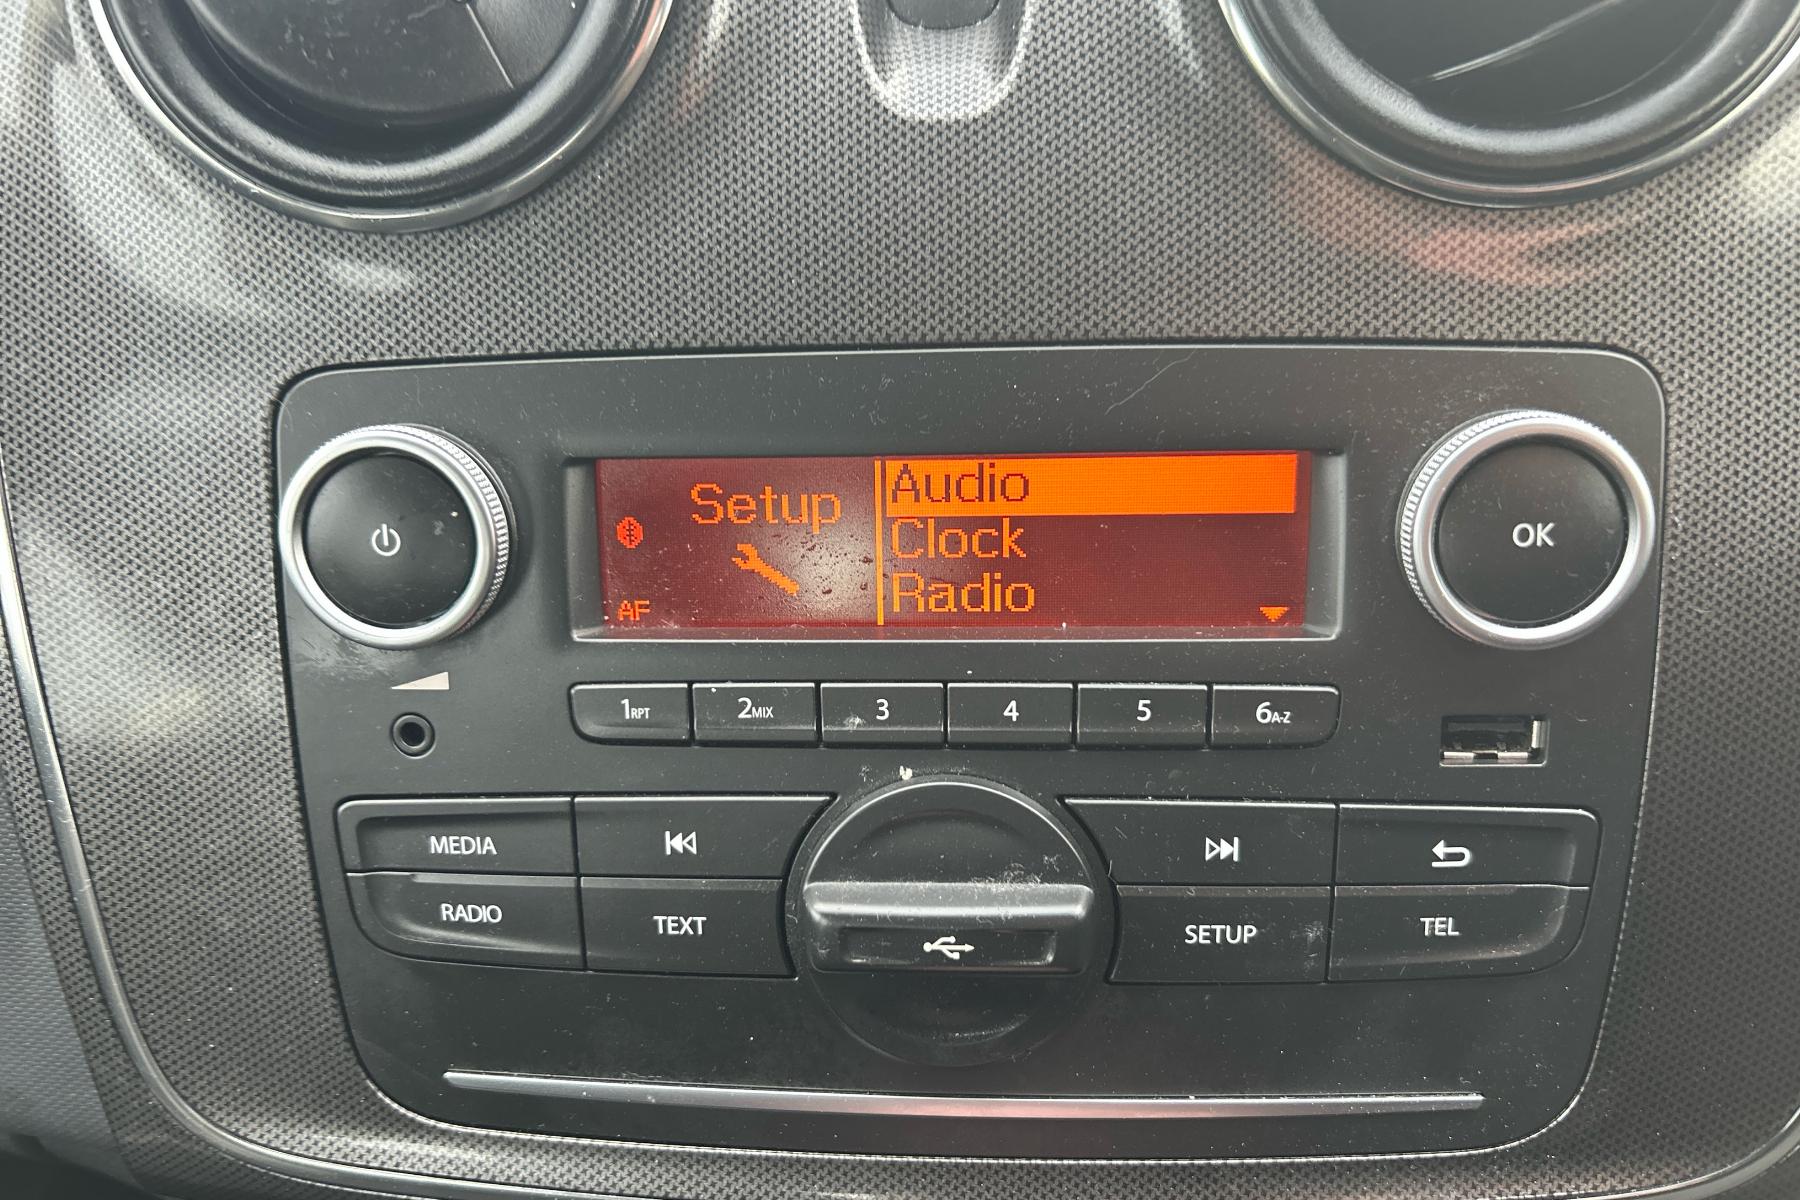 Setup
AF
Audio
Clock
Radio
OK
1RPT
2MIX
3
4
5
6A-Z
MEDIA
RADIO
TEXT
SETUP
TEL